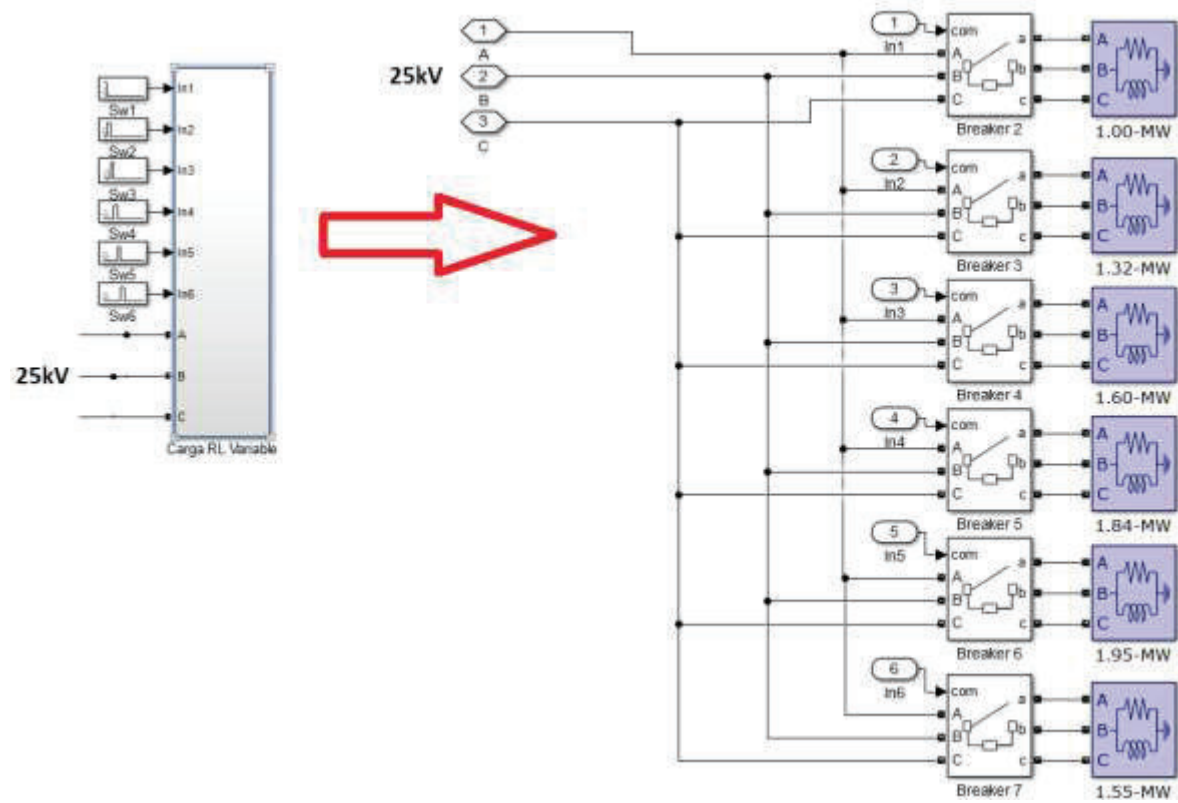 Sw1
Sw2
Sw3
Sw4
Sw5
Sw6
In1
In2
In3
In4
In5
In6
A
B
C
25kV
Carga RL Variable
25kV
1
A
2
B
3
C
1
In1
com
A
B
C
a
b
c
Breaker 2
A
B
C
1.00-MW
2
In2
com
A
B
C
a
b
c
Breaker 3
A
B
C
1.32-MW
3
In3
com
A
B
C
a
b
c
Breaker 4
A
B
C
1.60-MW
4
In4
com
A
B
C
a
b
c
Breaker 5
A
B
C
1.84-MW
5
In5
com
A
B
C
a
b
c
Breaker 6
A
B
C
1.95-MW
6
In6
com
A
B
C
a
b
c
Breaker 7
A
B
C
1.55-MW